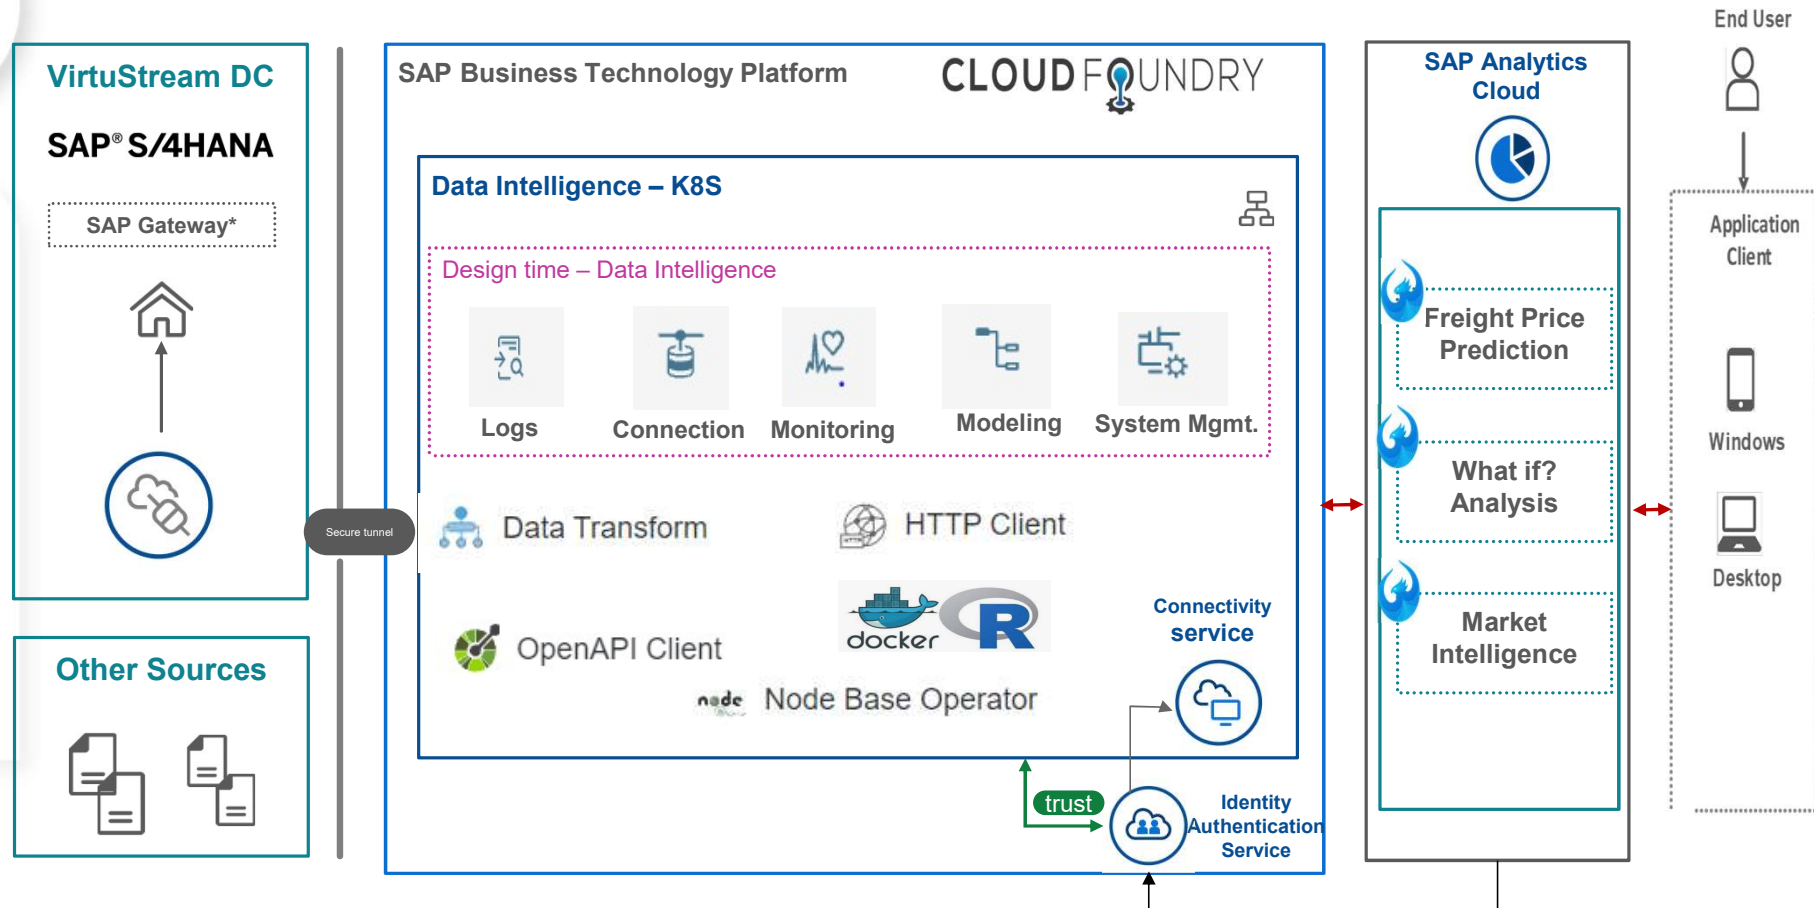 End User
VirtuStream DC
SAP® S/4HANA
SAP Gateway*
Other Sources
Secure tunnel
SAP Business Technology Platform
CLOUD FOUNDRY
Data Intelligence – K8S
Design time – Data Intelligence
Logs
Connection
Monitoring
Modeling
System Mgmt.
Data Transform
HTTP Client
HTTP
OpenAPI Client
docker
R
node
Node Base Operator
Connectivity
service
trust
Identity
Authentication
Service
SAP Analytics
Cloud
Freight Price
Prediction
What if?
Analysis
Market
Intelligence
Application
Client
Windows
Desktop